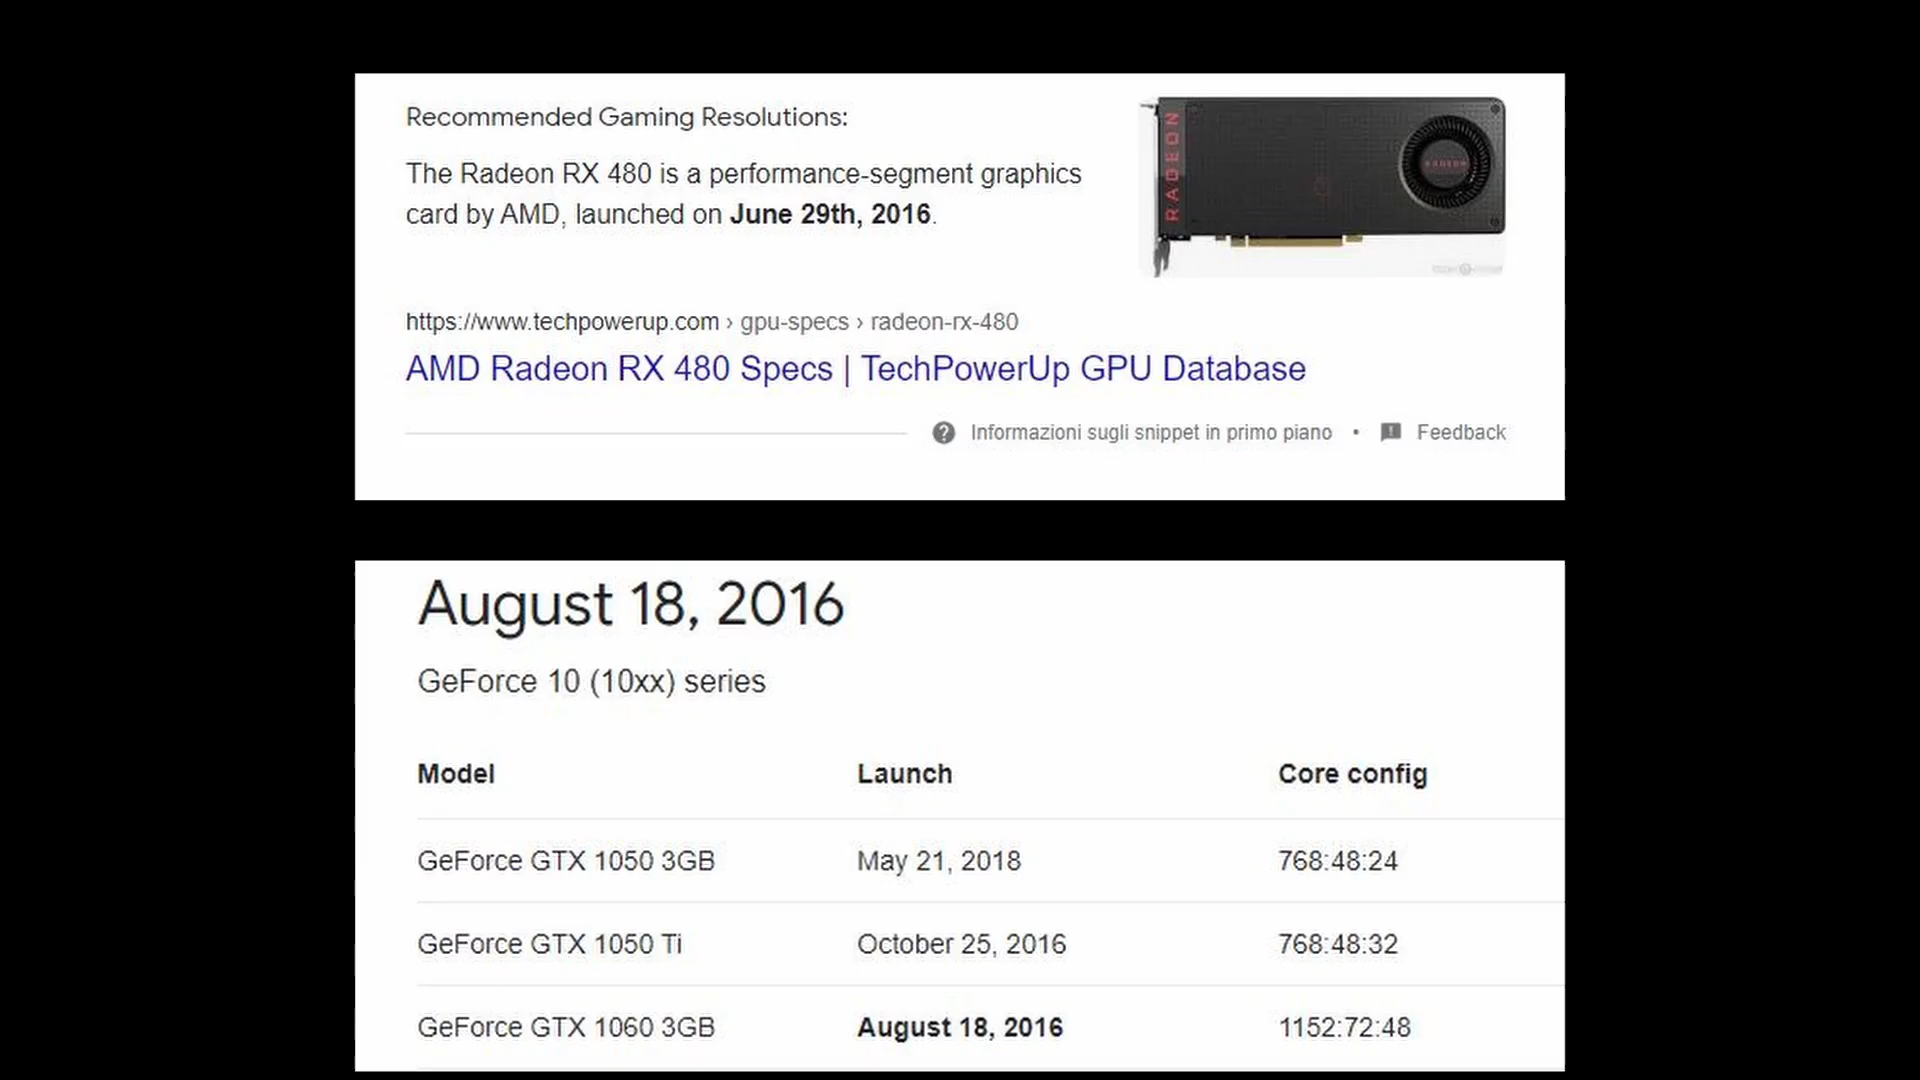 Recommended Gaming Resolutions:
The Radeon RX 480 is a performance-segment graphics
card by AMD, launched on June 29th, 2016.
RADEON
RADEON
https://www.techpowerup.com › gpu-specs › radeon-rx-480
AMD Radeon RX 480 Specs | TechPowerUp GPU Database
Informazioni sugli snippet in primo piano • Feedback
August 18, 2016
GeForce 10 (10xx) series
Model Launch Core config
GeForce GTX 1050 3GB May 21, 2018 768:48:24
GeForce GTX 1050 Ti October 25, 2016 768:48:32
GeForce GTX 1060 3GB August 18, 2016 1152:72:48